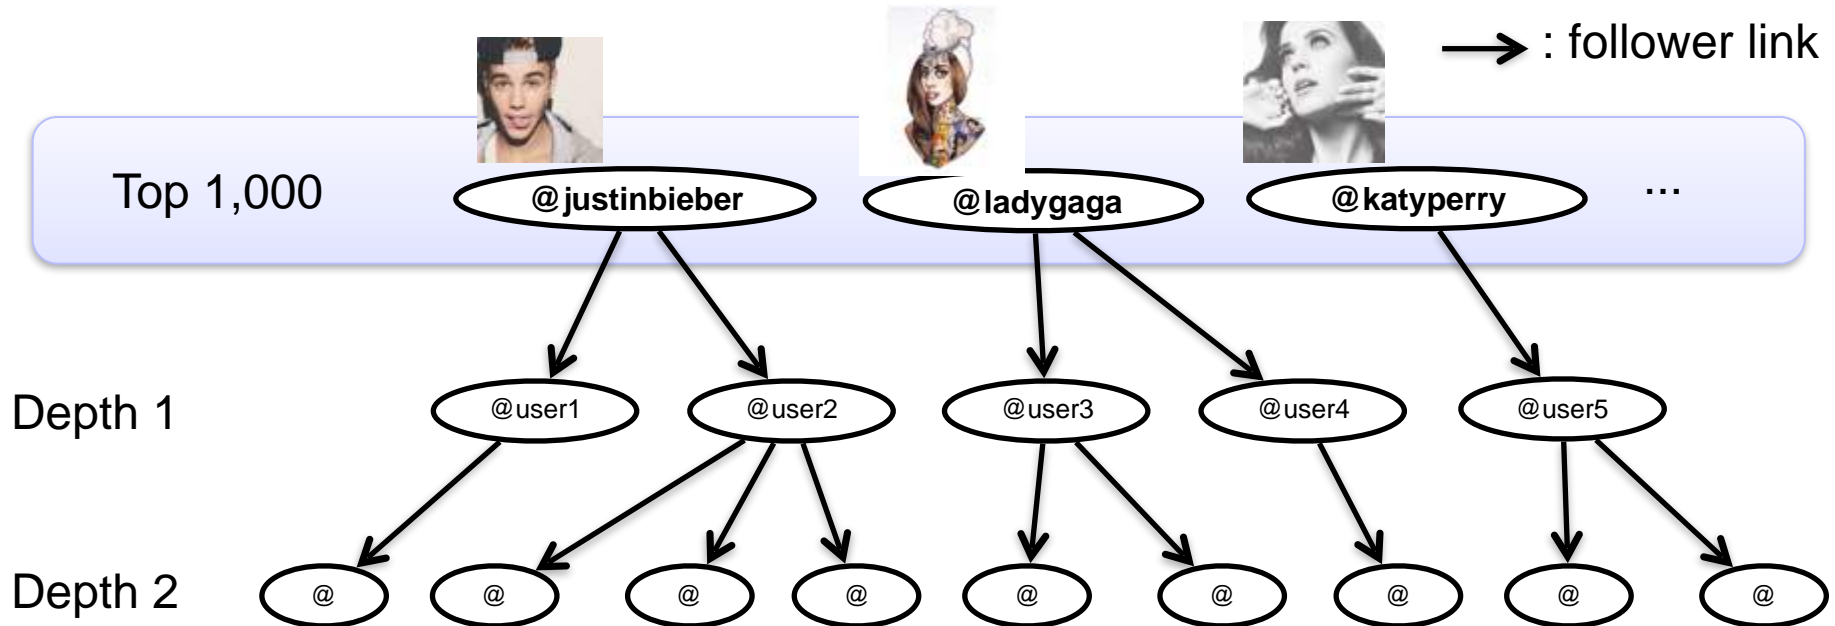 : follower link
Top 1,000
@justinbieber
@ladygaga
@katyperry
...
Depth 1
@user1
@user2
@user3
@user4
@user5
Depth 2
@
@
@
@
@
@
@
@
@